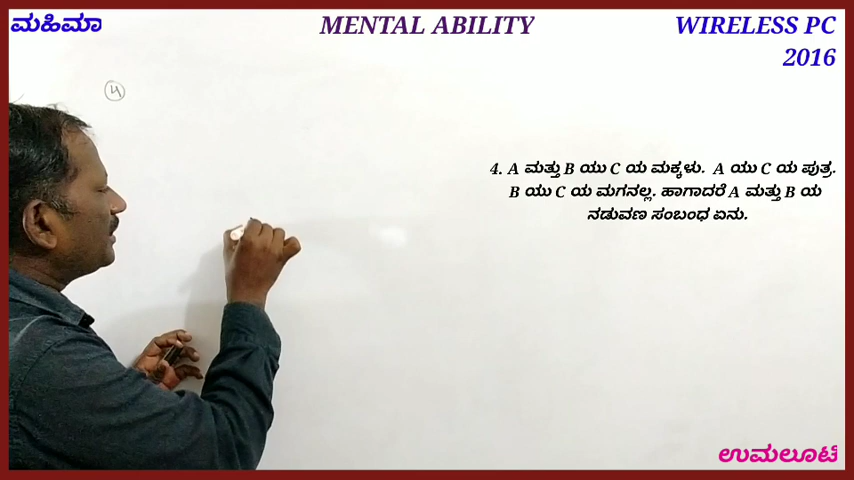 ಮಹಿಮಾ
MENTAL ABILITY
WIRELESS PC
2016
4
4. A ಮತ್ತು B ಯು C ಯ ಮಕ್ಕಳು. A ಯು C ಯ ಪುತ್ರ.
B ಯು C ಯ ಮಗನಲ್ಲ. ಹಾಗಾದರೆ A ಮತ್ತು B ಯ
ನಡುವಣ ಸಂಬಂಧ ಏನು.
ಉಮಲೂಟಿ